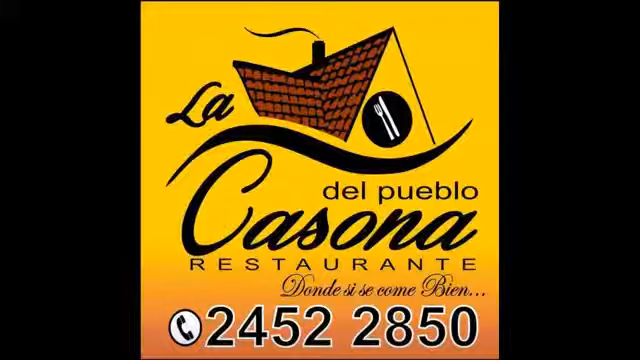 La
del pueblo
Casona
RESTAURANTE
Donde si se come Bien...
2452 2850